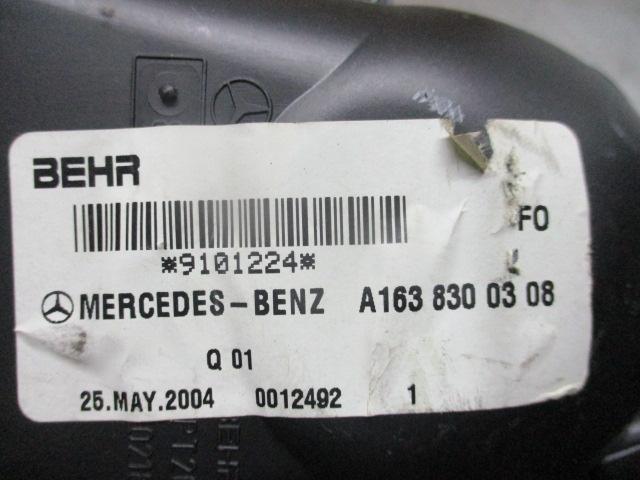 BEHR
FO
*9101224*
MERCEDES-BENZ A163 830 03 08
Q 01
25.MAY.2004 0012492 1